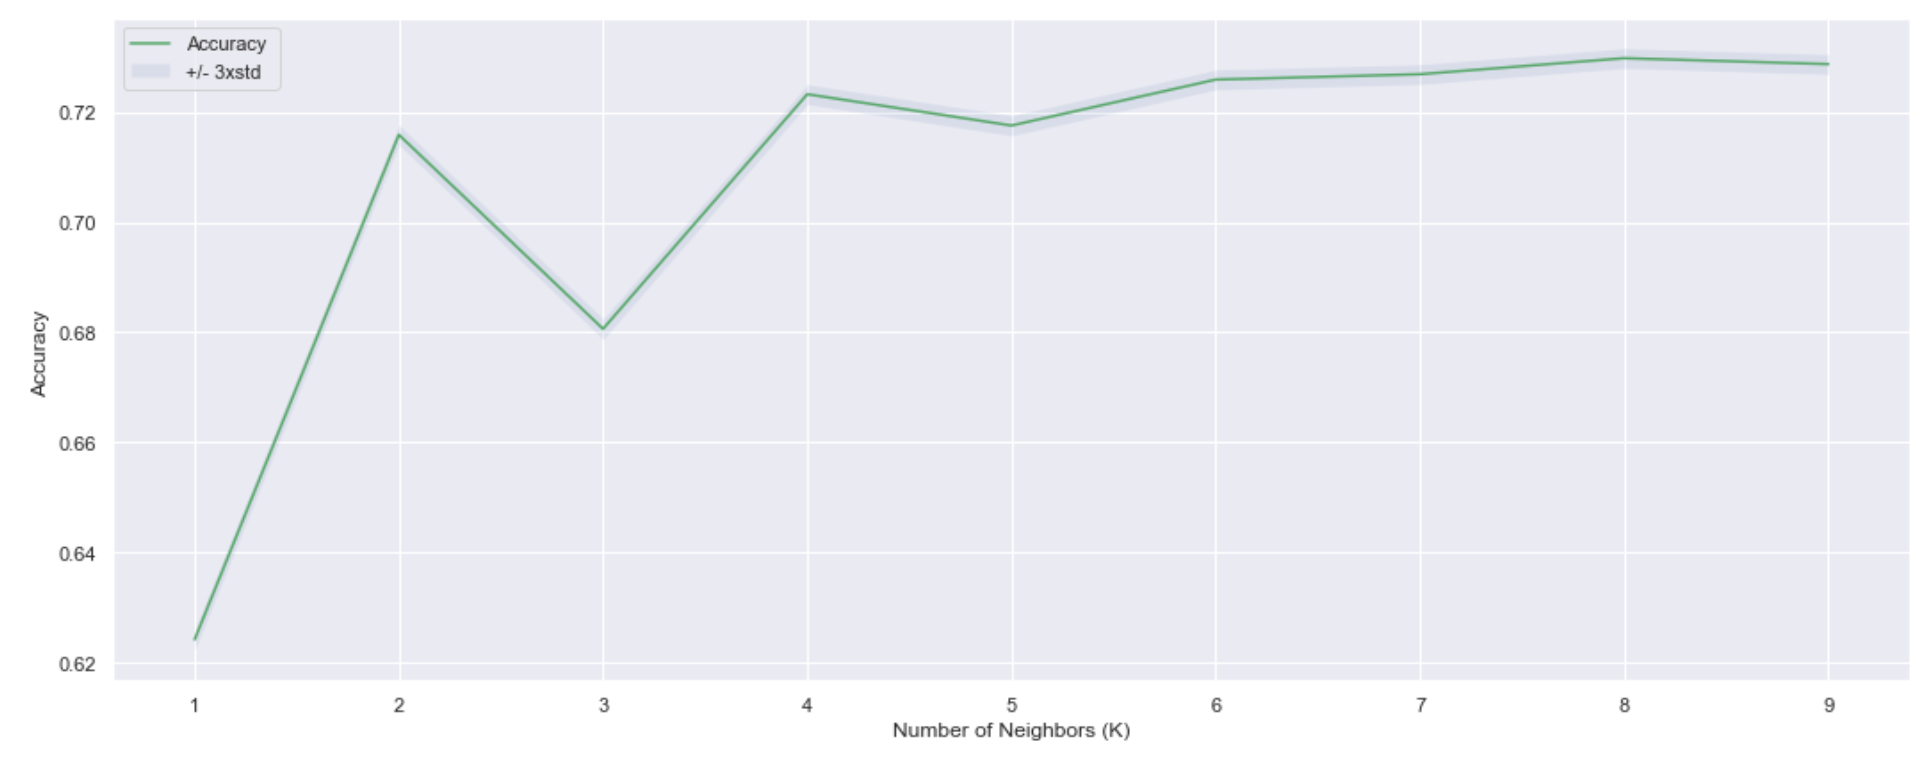 Accuracy
+/- 3xstd
0.72
0.70
0.68
0.66
0.64
0.62
Accuracy
1 2 3 4 5 6 7 8 9
Number of Neighbors (K)